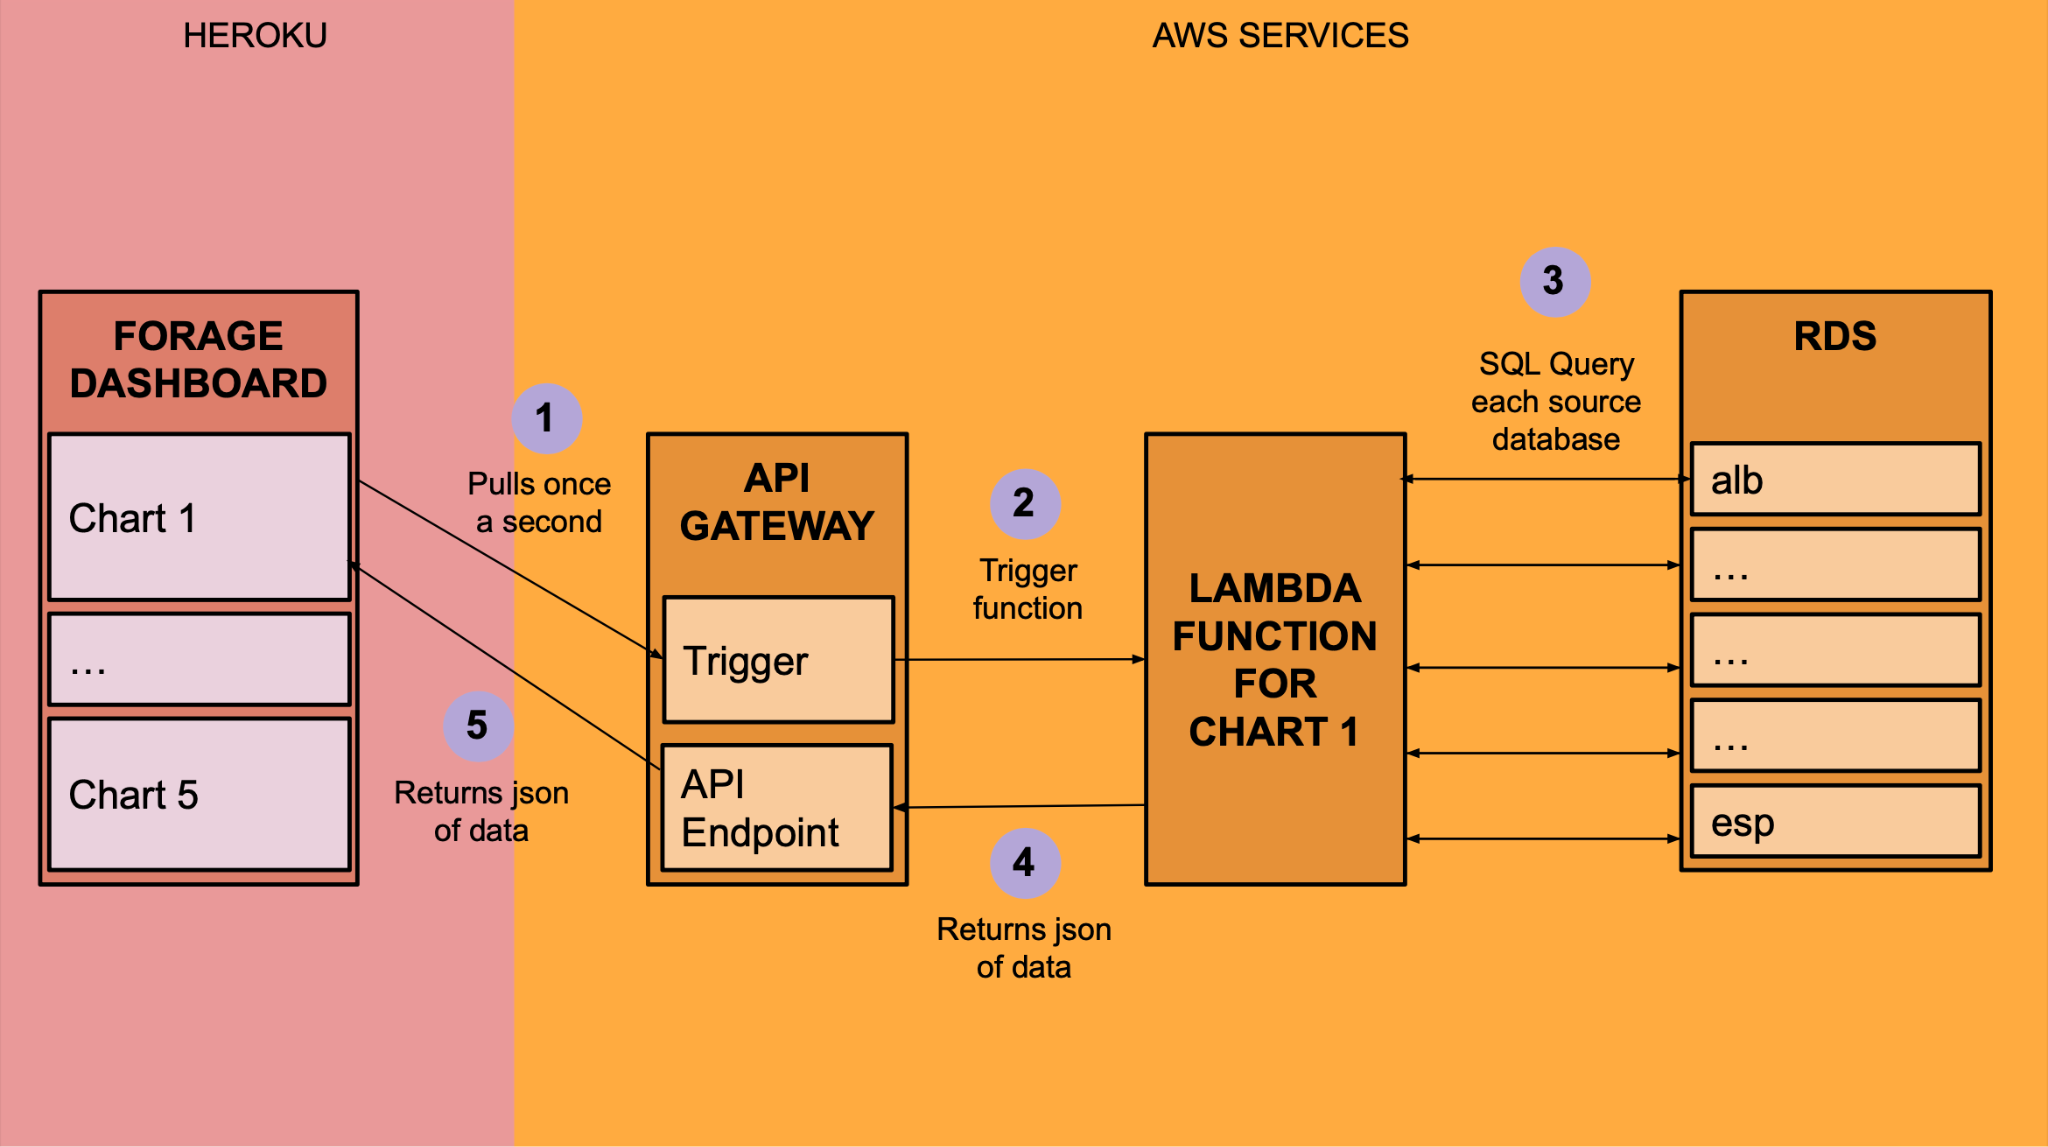 HEROKU
AWS SERVICES
FORAGE
DASHBOARD
Chart 1
...
Chart 5
1
Pulls once
a second
5
Returns json
of data
API
GATEWAY
Trigger
API
Endpoint
2
Trigger
function
4
Returns json
of data
LAMBDA
FUNCTION
FOR
CHART 1
3
SQL Query
each source
database
RDS
alb
...
...
...
esp